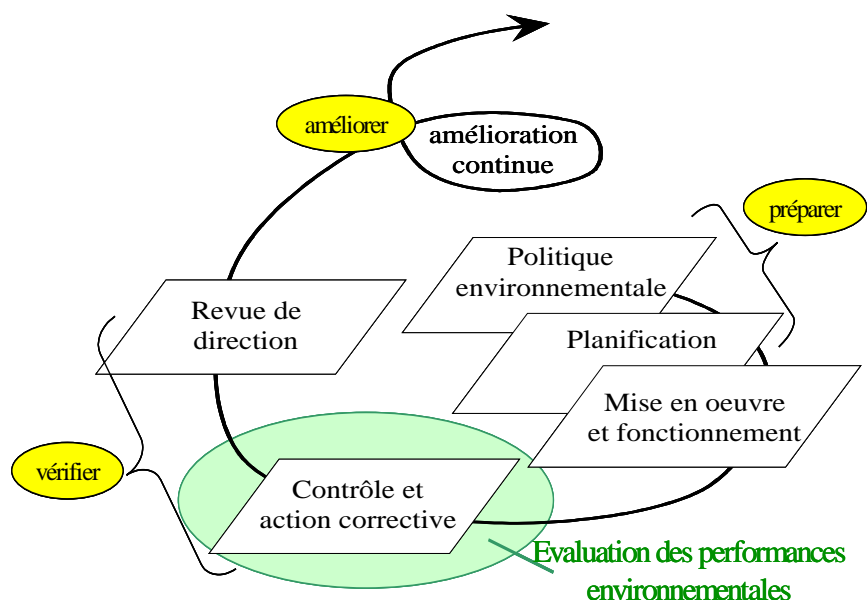 améliorer
amélioration
continue
préparer
Politique
environnementale
Revue de
direction
Planification
Mise en oeuvre
et fonctionnement
vérifier
Contrôle et
action corrective
Evaluation des performances
environnementales